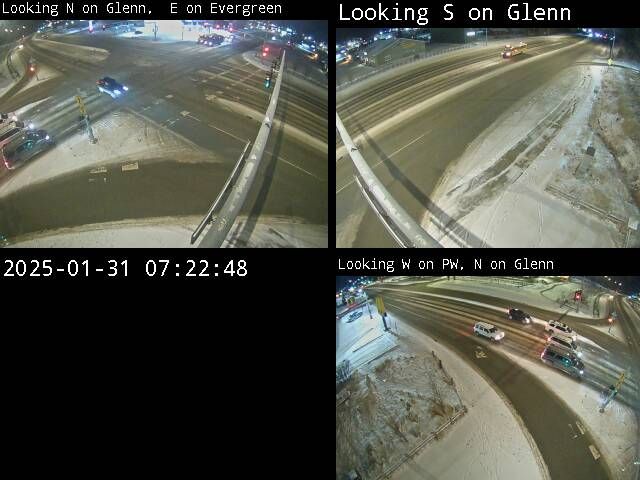 Looking N on Glenn,  E on Evergreen
Looking S on Glenn
2025-01-31 07:22:48
Looking W on PW, N on Glenn